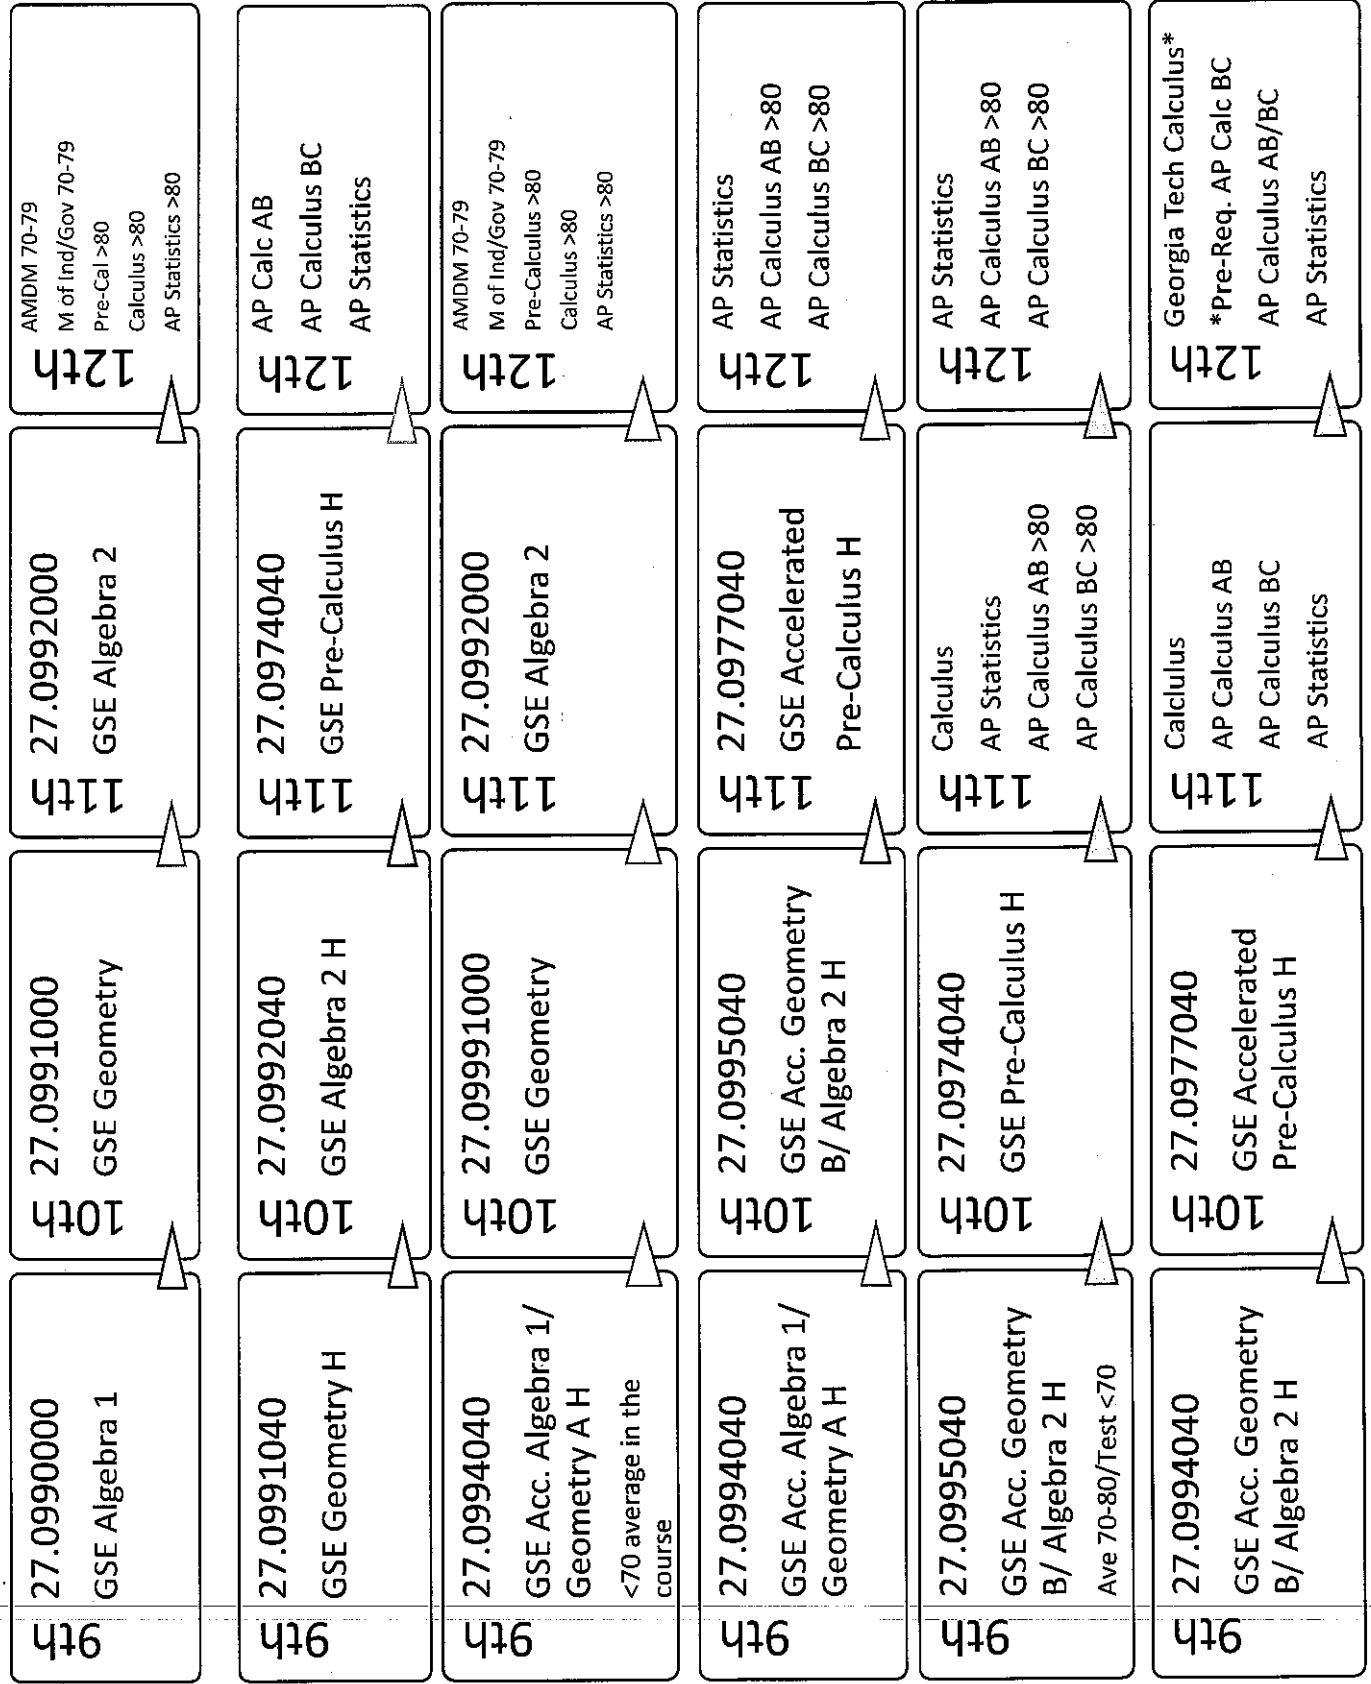 9th
27.0990000
GSE Algebra 1
10th
27.0991000
GSE Geometry
11th
27.0992000
GSE Algebra 2
12th
AMDM 70-79
M of Ind/Gov 70-79
Pre-Cal >80
Calculus >80
AP Statistics >80
9th
27.0991040
GSE Geometry H
10th
27.0992040
GSE Algebra 2 H
11th
27.0974040
GSE Pre-Calculus H
12th
AP Calc AB
AP Calculus BC
AP Statistics
9th
27.0994040
GSE Acc. Algebra 1/
Geometry A H
<70 average in the
course
10th
27.0991000
GSE Geometry
11th
27.0992000
GSE Algebra 2
12th
AMDM 70-79
M of Ind/Gov 70-79
Pre-Calculus >80
Calculus >80
AP Statistics >80
9th
27.0994040
GSE Acc. Algebra 1/
Geometry A H
10th
27.0995040
GSE Acc. Geometry
B/ Algebra 2 H
11th
27.0977040
GSE Accelerated
Pre-Calculus H
12th
AP Statistics
AP Calculus AB >80
AP Calculus BC >80
9th
27.0995040
GSE Acc. Geometry
B/ Algebra 2 H
Ave 70-80/Test <70
10th
27.0974040
GSE Pre-Calculus H
11th
Calculus
AP Statistics
AP Calculus AB >80
AP Calculus BC >80
12th
AP Statistics
AP Calculus AB >80
AP Calculus BC >80
9th
27.0994040
GSE Acc. Geometry
B/ Algebra 2 H
10th
27.0977040
GSE Accelerated
Pre-Calculus H
11th
Calclulus
AP Calculus AB
AP Calculus BC
AP Statistics
12th
Georgia Tech Calculus*
*Pre-Req. AP Calc BC
AP Calculus AB/BC
AP Statistics